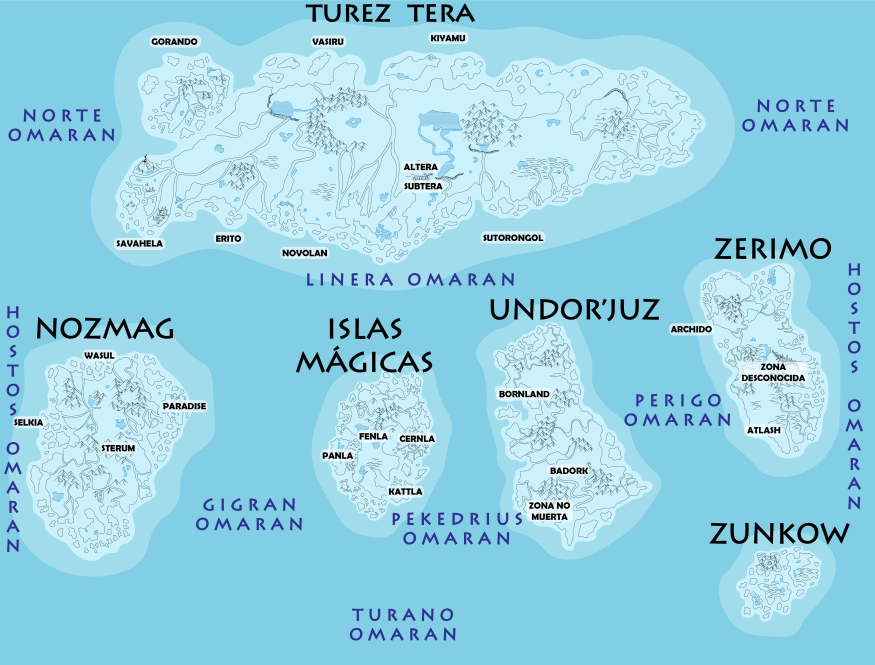 TUREZ TERA
GORANDO
VASIRU
KIYAMU
NORTE
OMARAN
NORTE
OMARAN
ALTERA
SUBTERA
SAVAHELA
ERITO
NOVOLAN
SUTORONGOL
LINERA OMARAN
ZERIMO
HOSTOS OMARAN
HOSTOS OMARAN
NOZMAG
WASUL
PARADISE
SELKIA
STERUM
ISLAS
MÁGICAS
FENLA
CERNLA
PANLA
KATTLA
UNDOR'JUZ
BORNLAND
BADORK
ZONA NO
MUERTA
ARCHIDO
ZONA
DESCONOCIDA
ATLASH
PERIGO
OMARAN
GIGRAN
OMARAN
PEKEDRIUS
OMARAN
ZUNKOW
TURANO
OMARAN